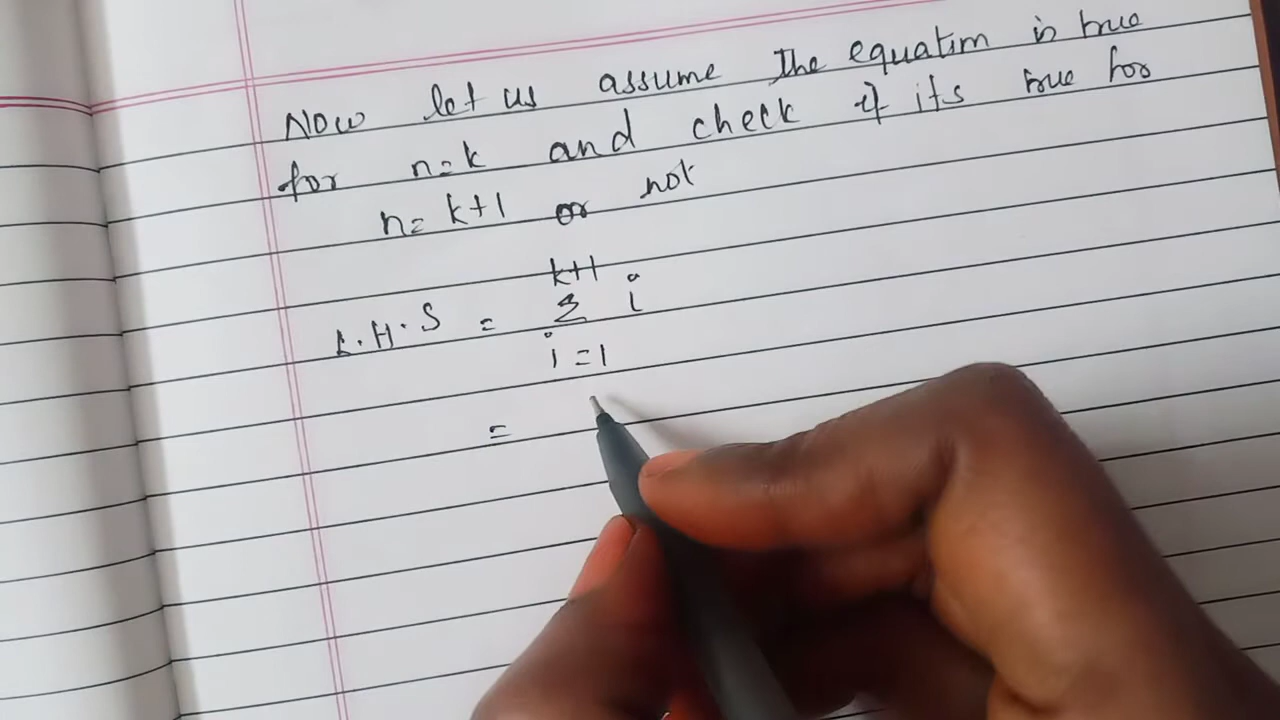 Now let us assume the equation is true
for n=k and check if its true for
n=k+1 or not
k+1
L.H.S = Σ i
i=1
=